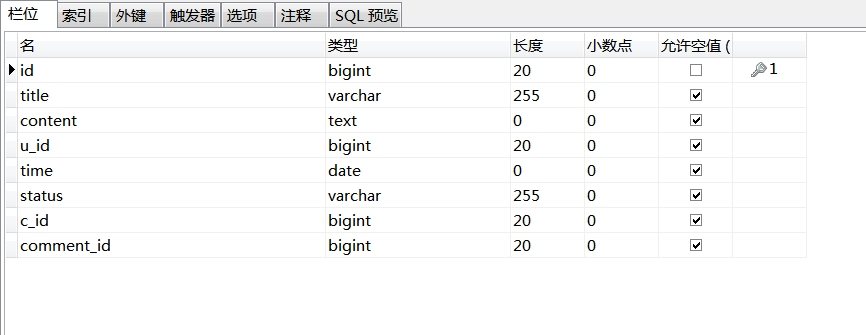 栏位 索引 外键 触发器 选项 注释 SQL 预览
名 类型 长度 小数点 允许空值 (
id bigint 20 0 1
title varchar 255 0
content text 0 0
u_id bigint 20 0
time date 0 0
status varchar 255 0
c_id bigint 20 0
comment_id bigint 20 0